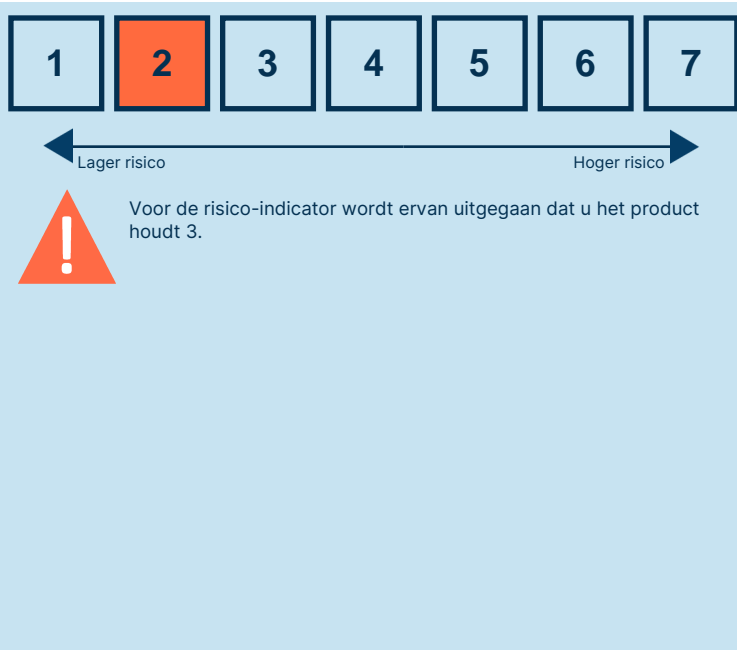 1 2 3 4 5 6 7
Lager risico Hoger risico
Voor de risico-indicator wordt ervan uitgegaan dat u het product
houdt 3.
!